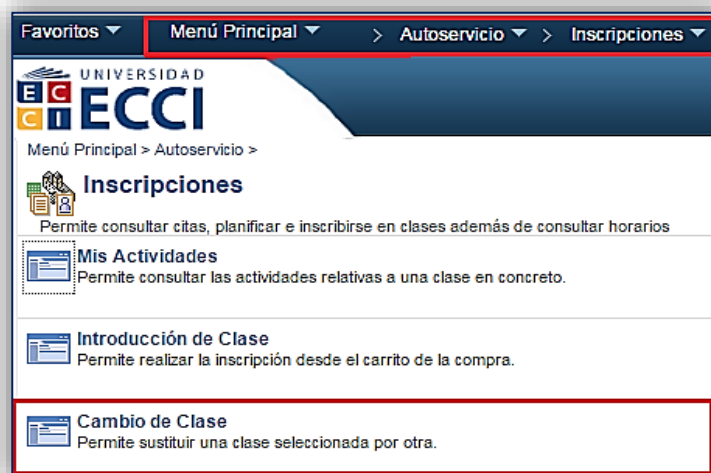 Favoritos Menú Principal > Autoservicio > Inscripciones
UNIVERSIDAD
ECCI ECCI
Menú Principal > Autoservicio >
Inscripciones
Permite consultar citas, planificar e inscribirse en clases además de consultar horarios
Mis Actividades
Permite consultar las actividades relativas a una clase en concreto.
Introducción de Clase
Permite realizar la inscripción desde el carrito de la compra.
Cambio de Clase
Permite sustituir una clase seleccionada por otra.